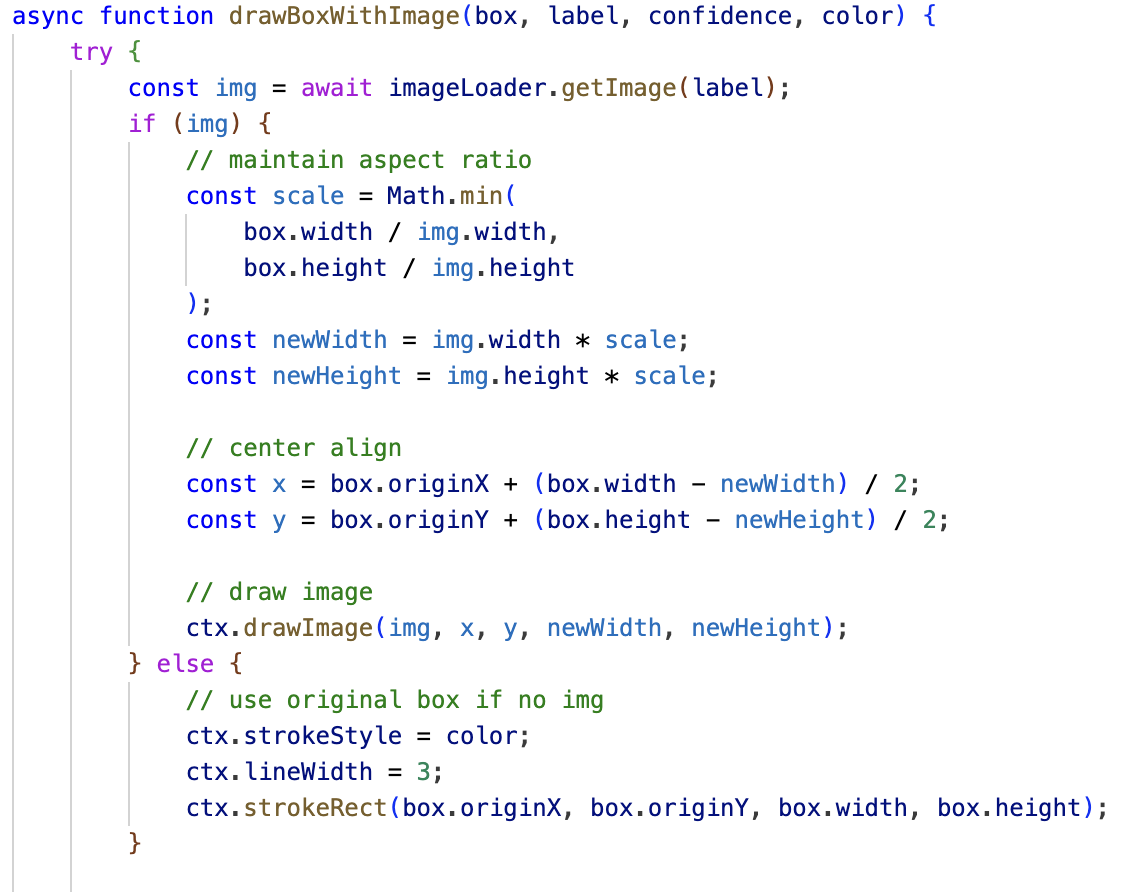 async function drawBoxWithImage(box, label, confidence, color) {
    try {
        const img = await imageLoader.getImage(label);
        if (img) {
            // maintain aspect ratio
            const scale = Math.min(
                box.width / img.width,
                box.height / img.height
            );
            const newWidth = img.width * scale;
            const newHeight = img.height * scale;

            // center align
            const x = box.originX + (box.width - newWidth) / 2;
            const y = box.originY + (box.height - newHeight) / 2;

            // draw image
            ctx.drawImage(img, x, y, newWidth, newHeight);
        } else {
            // use original box if no img
            ctx.strokeStyle = color;
            ctx.lineWidth = 3;
            ctx.strokeRect(box.originX, box.originY, box.width, box.height);
        }